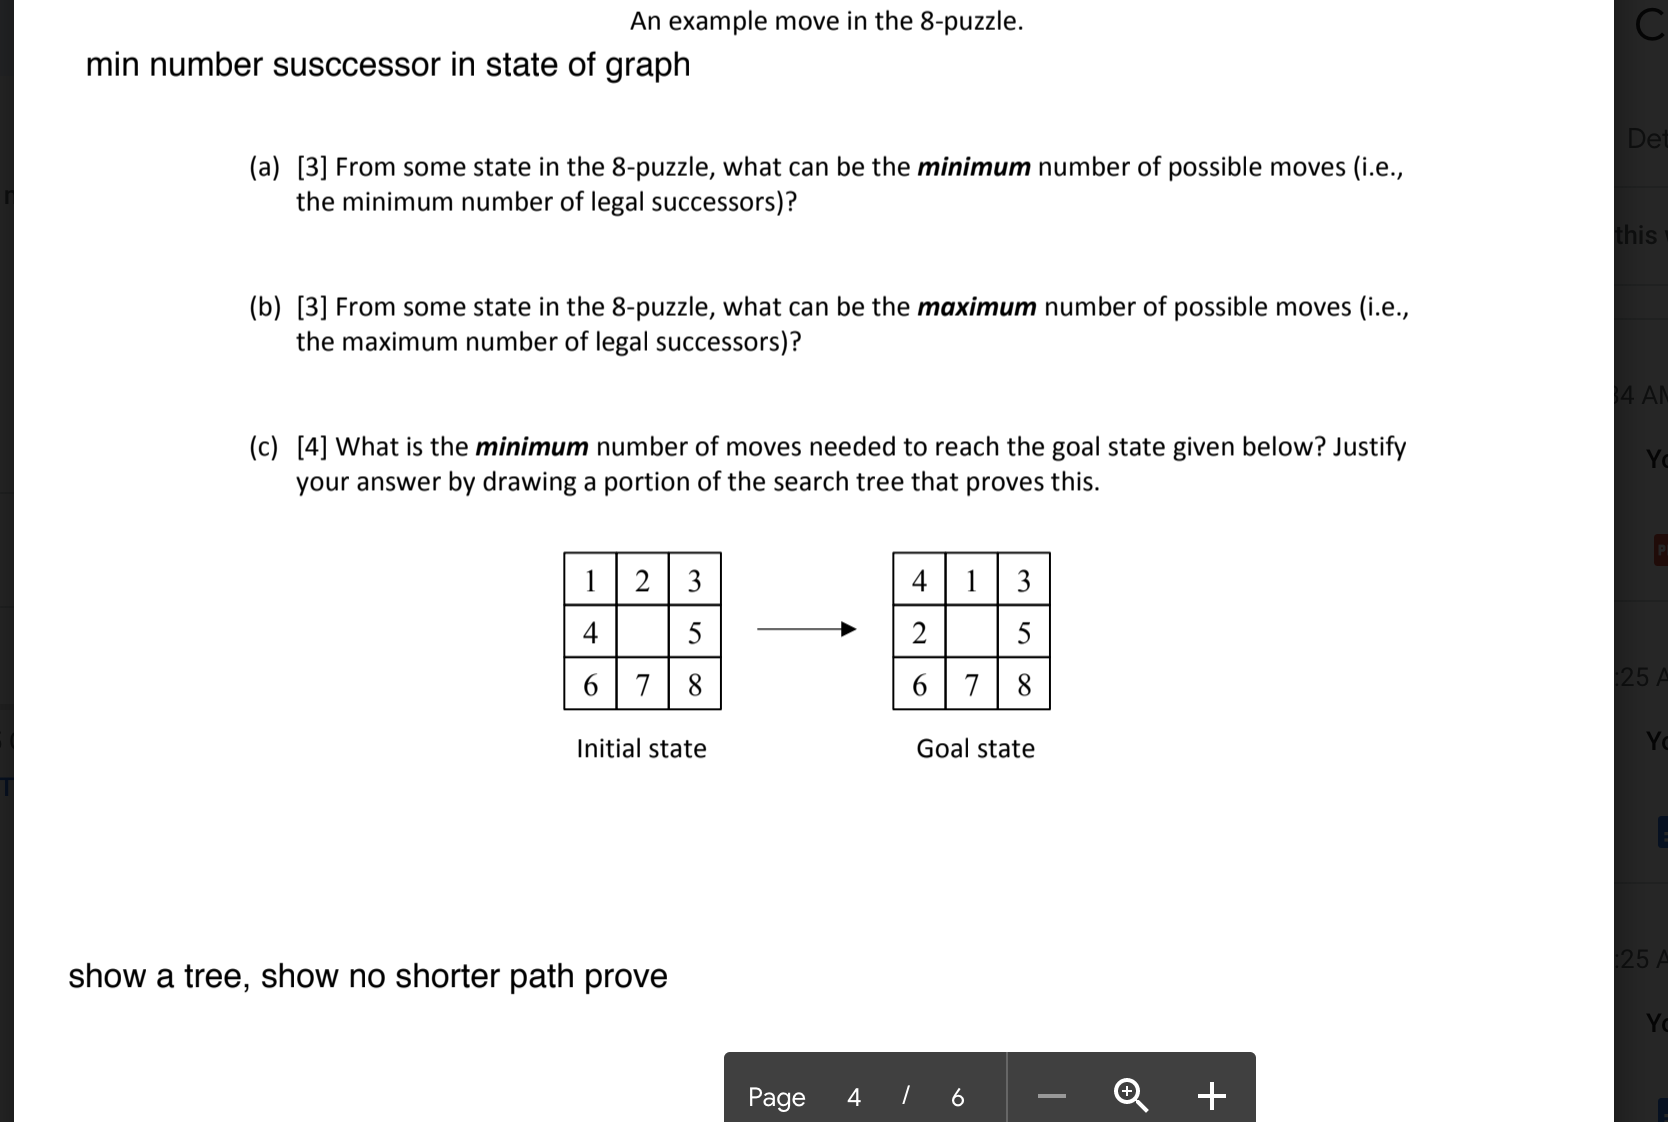 An example move in the 8-puzzle.
min number susccessor in state of graph
(a) [3] From some state in the 8-puzzle, what can be the minimum number of possible moves (i.e.,
the minimum number of legal successors)?
(b) [3] From some state in the 8-puzzle, what can be the maximum number of possible moves (i.e.,
the maximum number of legal successors)?
(c) [4] What is the minimum number of moves needed to reach the goal state given below? Justify
your answer by drawing a portion of the search tree that proves this.
1 2 3 4 1 3
4 5 2 5
6 7 8 6 7 8
Initial state Goal state
show a tree, show no shorter path prove
Page 4 / 6
this